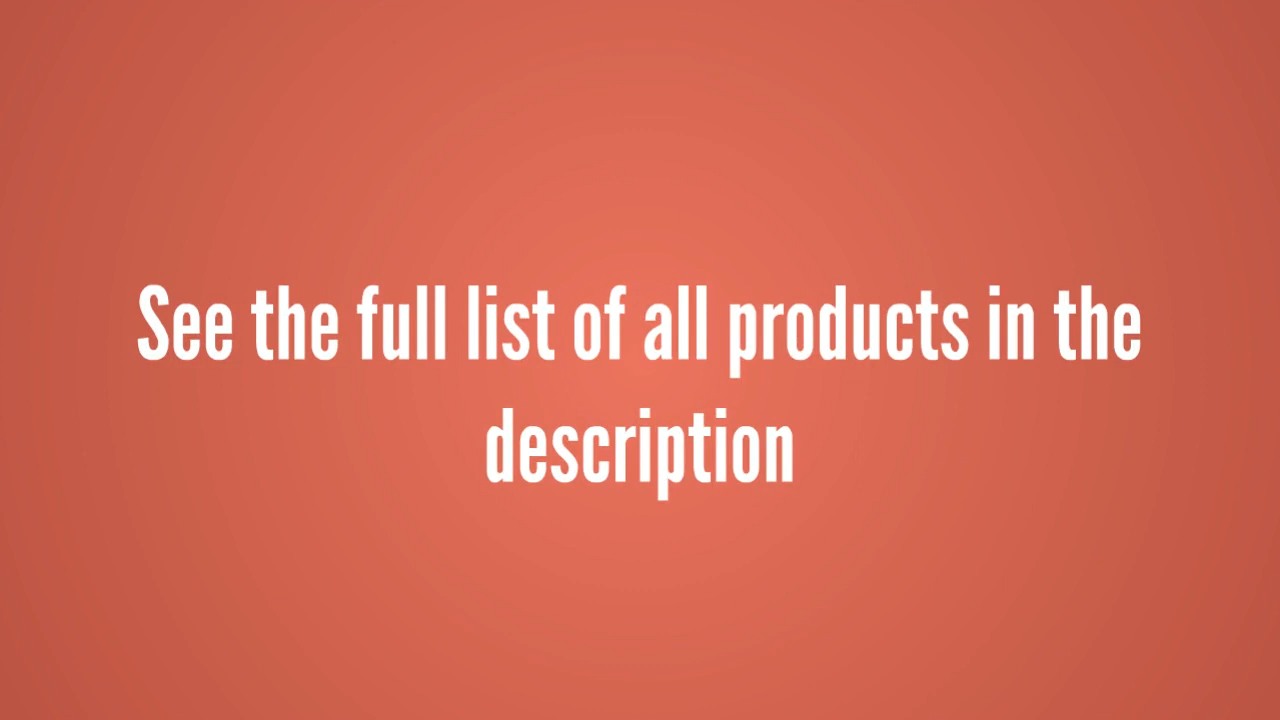 See the full list of all products in the
description